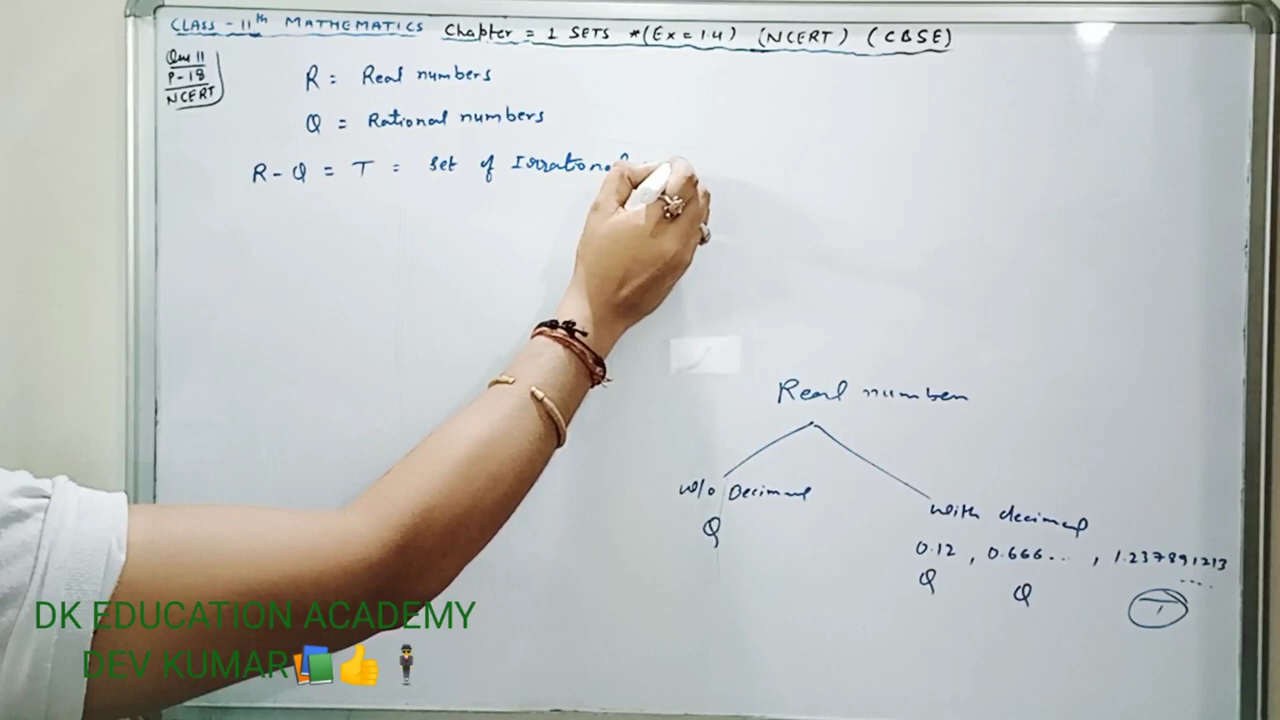 CLASS - 11th MATHEMATICS Chapter = 1 SETS *(Ex = 1.4) (NCERT) (CBSE)
Que 11
P-18
NCERT
R = Real numbers
Q = Rational numbers
R - Q = T = set of Irrational
Real number
w/o Decimal
with decimal
Q
0.12 , 0.666... , 1.237891213
....
Q Q T
DK EDUCATION ACADEMY
DEV KUMAR📚👍🕴